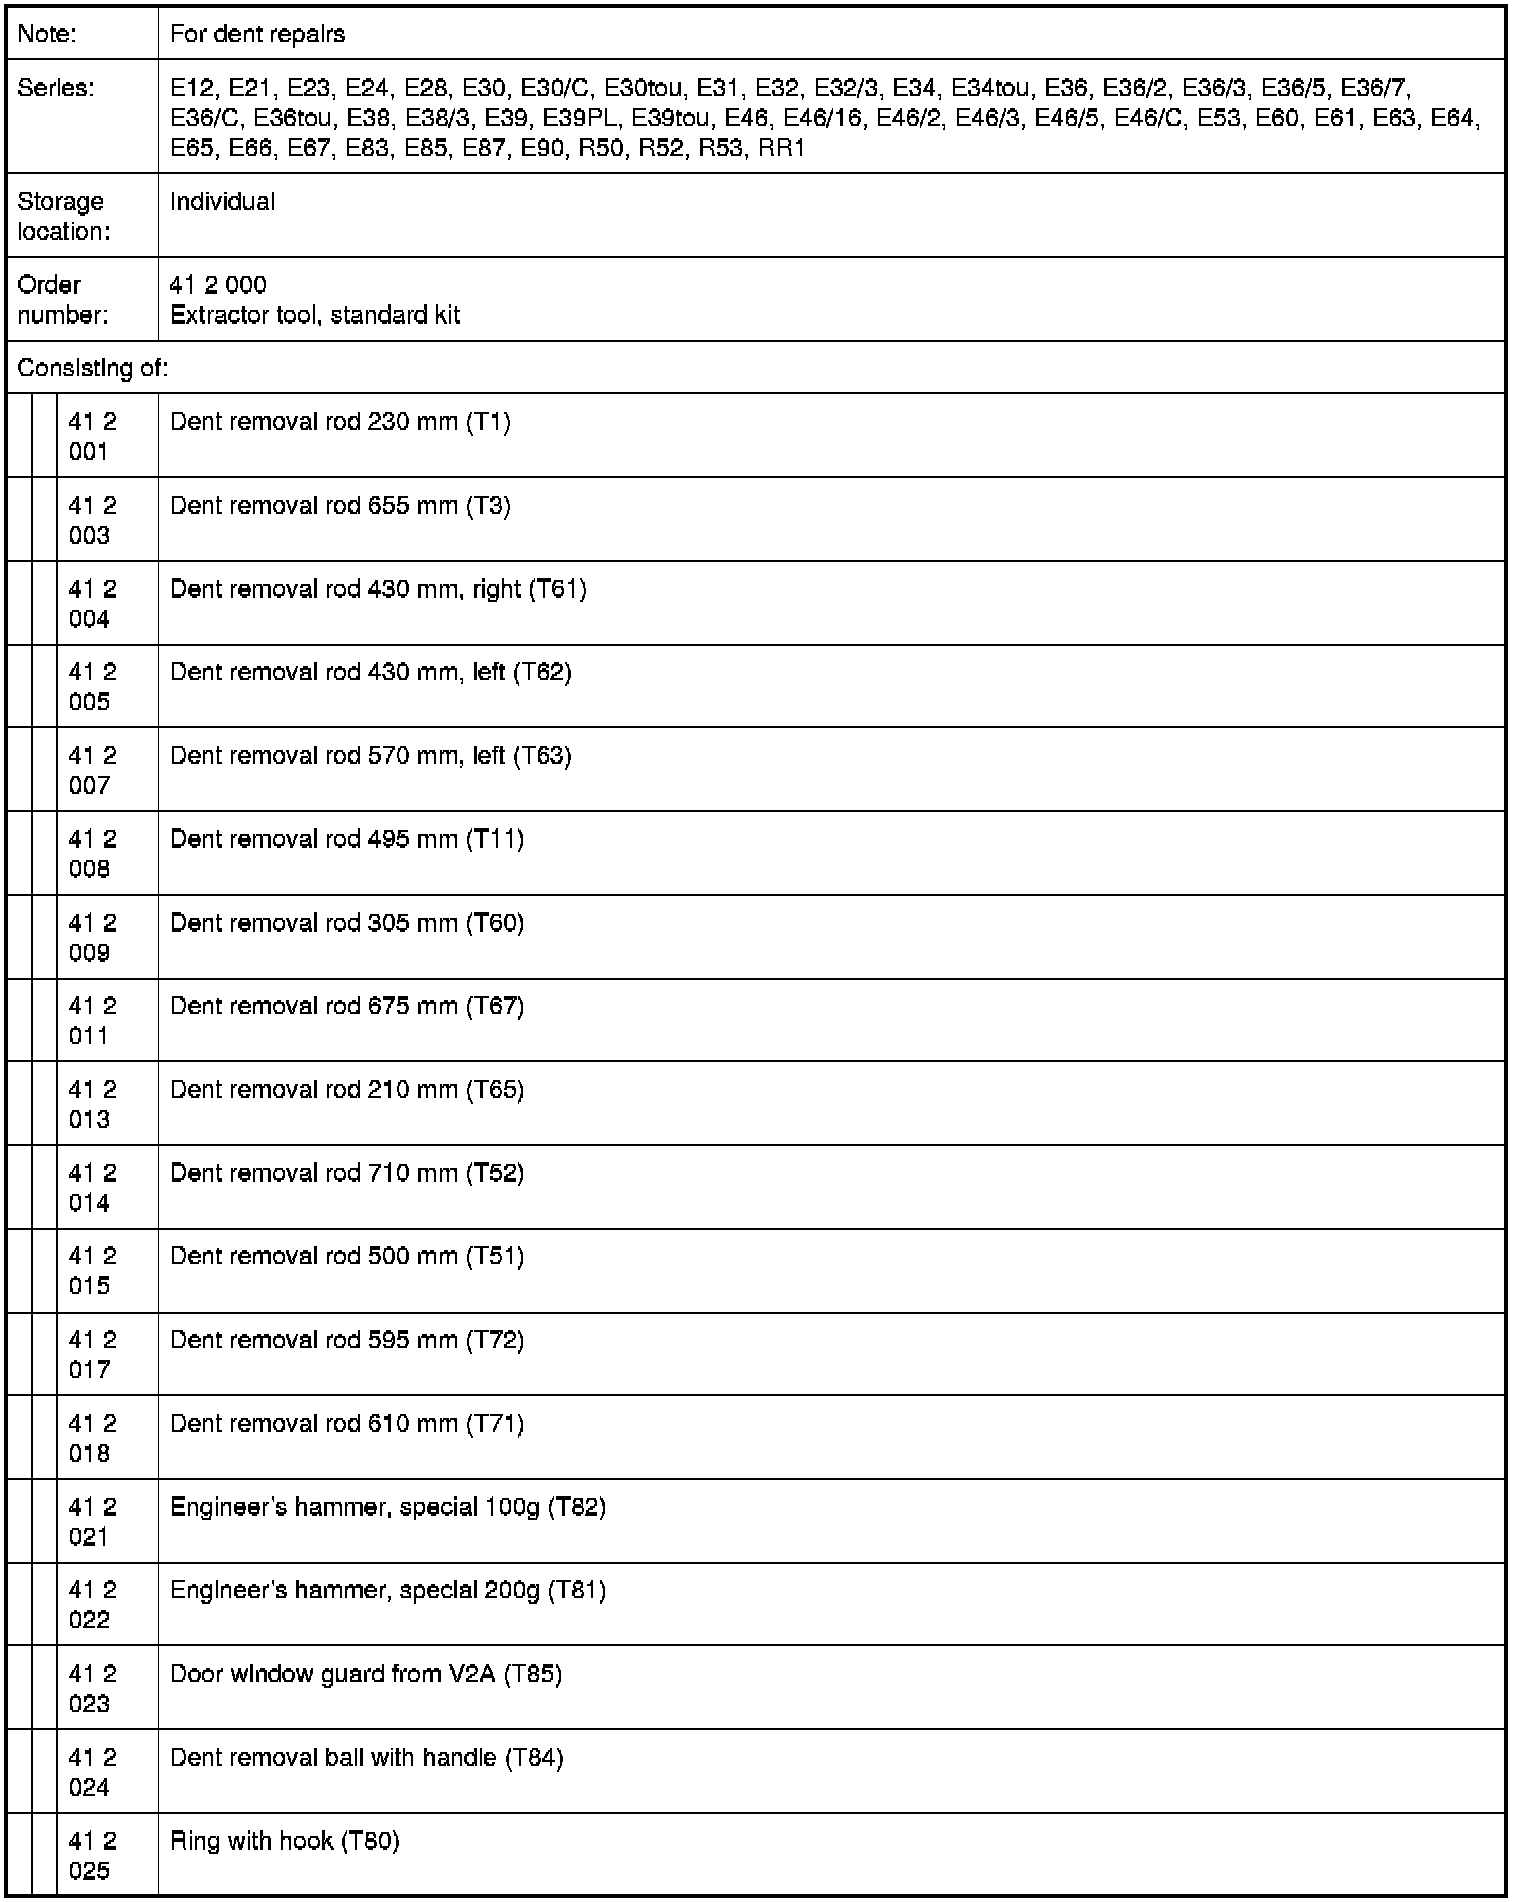 Note: For dent repairs
Series: E12, E21, E23, E24, E28, E30, E30/C, E30tou, E31, E32, E32/3, E34, E34tou, E36, E36/2, E36/3, E36/5, E36/7,
E36/C, E36tou, E38, E38/3, E39, E39PL, E39tou, E46, E46/16, E46/2, E46/3, E46/5, E46/C, E53, E60, E61, E63, E64,
E65, E66, E67, E83, E85, E87, E90, R50, R52, R53, RR1
Storage
location:
Individual
Order
number:
41 2 000
Extractor tool, standard kit
Consisting of:
41 2
001
Dent removal rod 230 mm (T1)
41 2
003
Dent removal rod 655 mm (T3)
41 2
004
Dent removal rod 430 mm, right (T61)
41 2
005
Dent removal rod 430 mm, left (T62)
41 2
007
Dent removal rod 570 mm, left (T63)
41 2
008
Dent removal rod 495 mm (T11)
41 2
009
Dent removal rod 305 mm (T60)
41 2
011
Dent removal rod 675 mm (T67)
41 2
013
Dent removal rod 210 mm (T65)
41 2
014
Dent removal rod 710 mm (T52)
41 2
015
Dent removal rod 500 mm (T51)
41 2
017
Dent removal rod 595 mm (T72)
41 2
018
Dent removal rod 610 mm (T71)
41 2
021
Engineer's hammer, special 100g (T82)
41 2
022
Engineer's hammer, special 200g (T81)
41 2
023
Door window guard from V2A (T85)
41 2
024
Dent removal ball with handle (T84)
41 2
025
Ring with hook (T80)